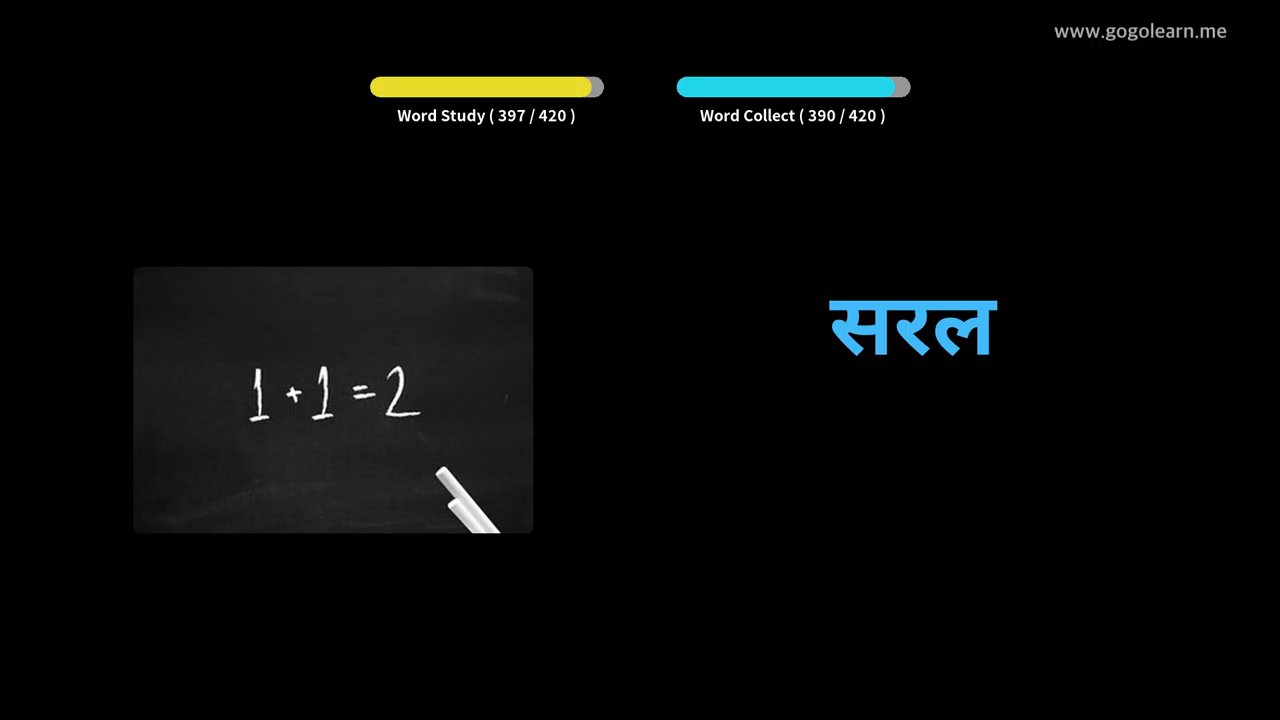 www.gogolearn.me
Word Study ( 397 / 420 )
Word Collect ( 390 / 420 )
सरल
1 + 1 = 2